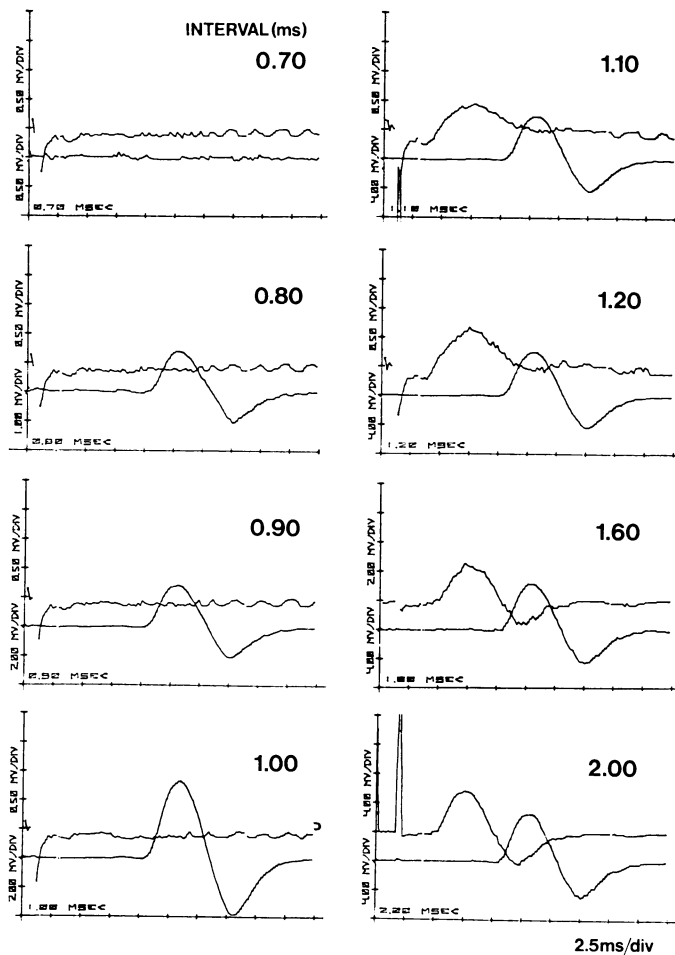 INTERVAL (ms)
0.70
0.50 MV/DIV
0.50 MV/DIV
0.70 MSEC
0.80
0.50 MV/DIV
1.00 MV/DIV
0.80 MSEC
0.90
0.50 MV/DIV
2.00 MV/DIV
0.90 MSEC
1.00
0.50 MV/DIV
2.00 MV/DIV
1.00 MSEC
1.10
0.50 MV/DIV
4.00 MV/DIV
1.10 MSEC
1.20
0.50 MV/DIV
4.00 MV/DIV
1.20 MSEC
1.60
2.00 MV/DIV
4.00 MV/DIV
1.60 MSEC
2.00
4.00 MV/DIV
4.00 MV/DIV
2.00 MSEC
2.5ms/div